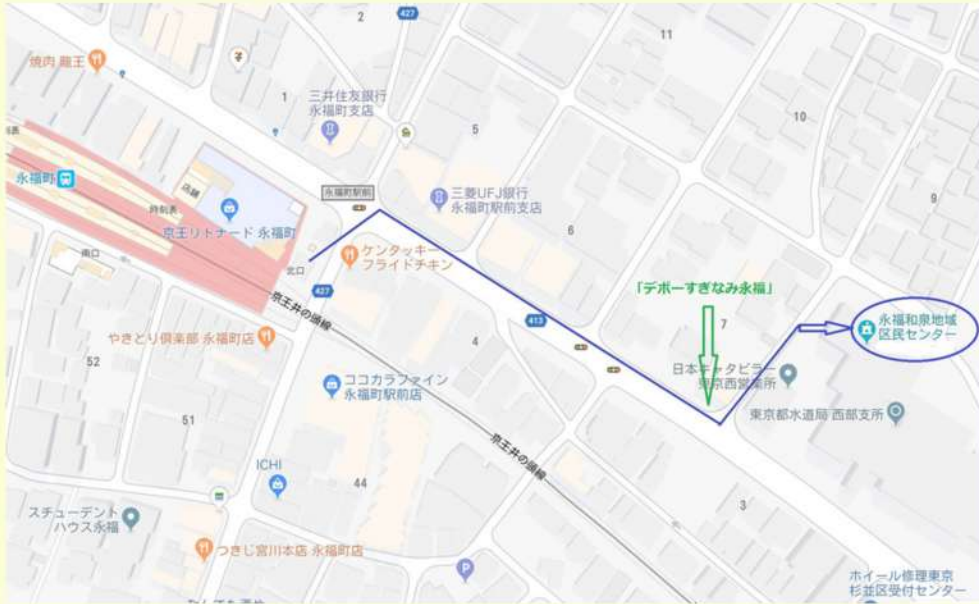 427
2
11
焼肉 龍王
三井住友銀行
永福町支店
1
10
5
永福町
店舗
時刻表
永福町駅前
三菱UFJ銀行
永福町駅前支店
9
京王リトナード 永福町
6
南口
北口
ケンタッキー
フライドチキン
「デポーすぎなみ永福」
427
413
7
永福和泉地域
区民センター
京王井の頭線
やきとり倶楽部 永福町店
4
52
日本キャタピラー
東京西営業所
ココカラファイン
永福町駅前店
東京都水道局 西部支所
51
京王井の頭線
ICHI
44
3
スチューデント
ハウス永福
つきじ宮川本店 永福町店
P
ホイール修理東京
杉並区受付センター